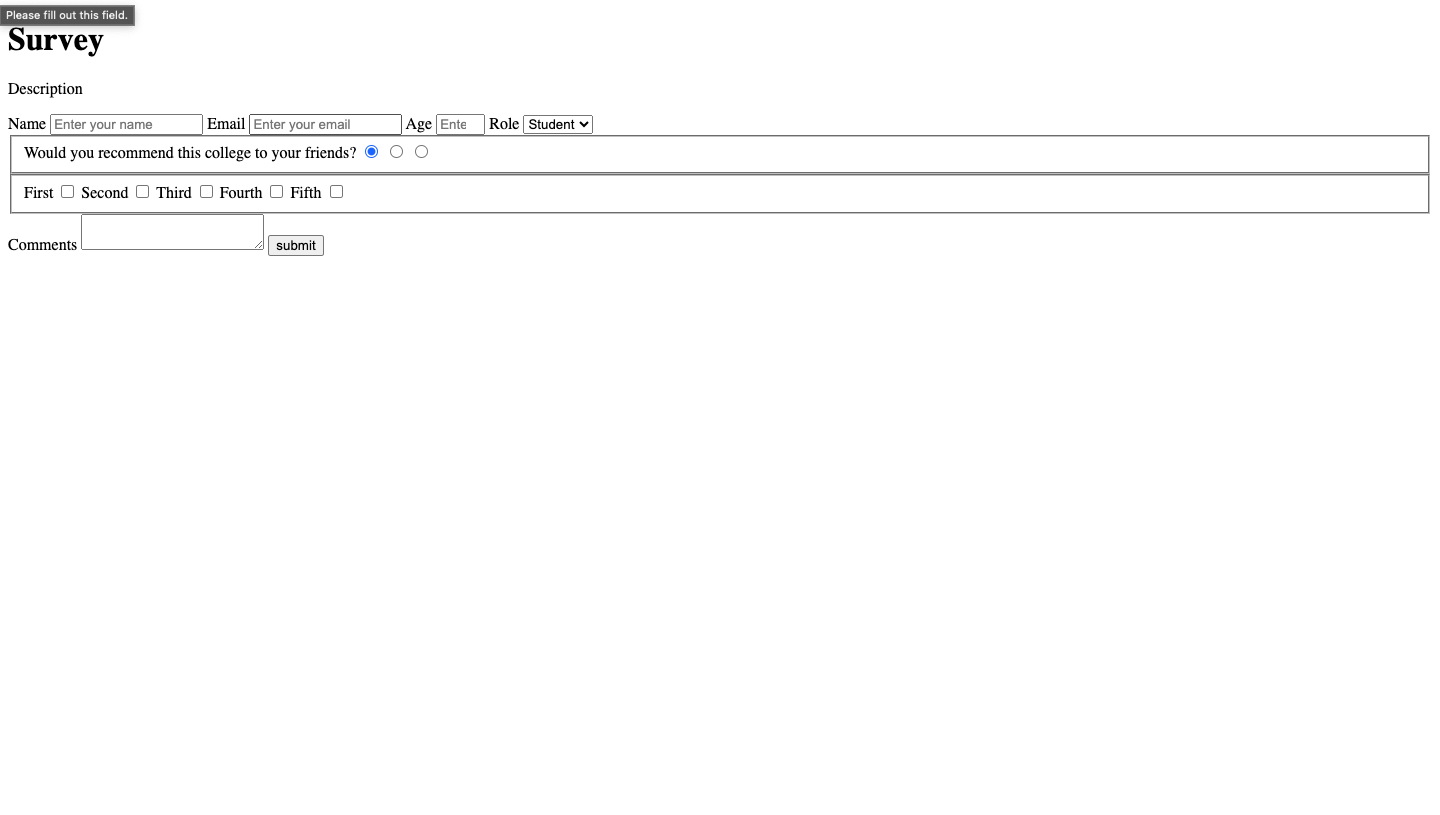 Please fill out this field.
Survey
Description
Name Enter your name Email Enter your email Age Ente Role Student
Would you recommend this college to your friends?
First Second Third Fourth Fifth
Comments submit